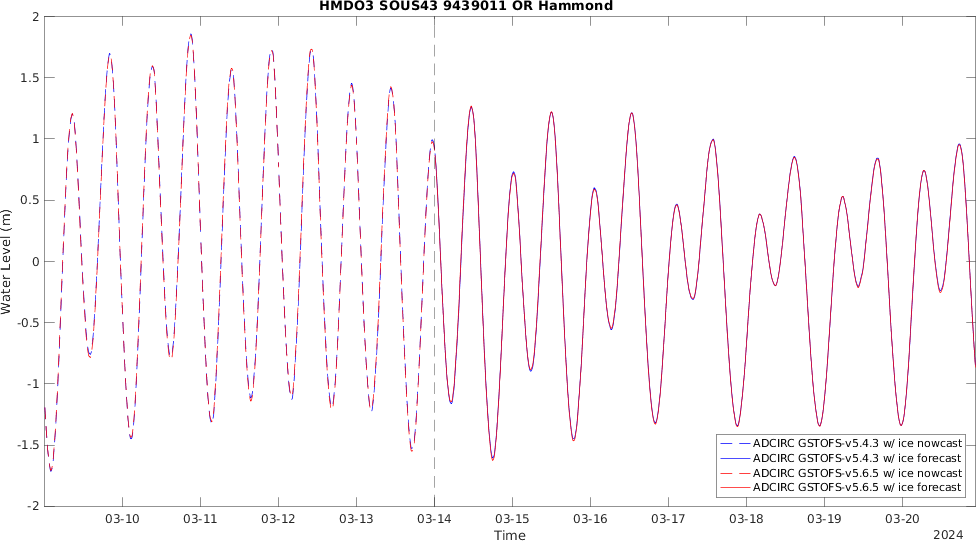 HMDO3 SOUS43 9439011 OR Hammond
2
1.5
1
0.5
0
-0.5
-1
-1.5
-2
Water Level (m)
ADCIRC GSTOFS-v5.4.3 w/ ice nowcast
ADCIRC GSTOFS-v5.4.3 w/ ice forecast
ADCIRC GSTOFS-v5.6.5 w/ ice nowcast
ADCIRC GSTOFS-v5.6.5 w/ ice forecast
03-10 03-11 03-12 03-13 03-14 03-15 03-16 03-17 03-18 03-19 03-20
Time
2024